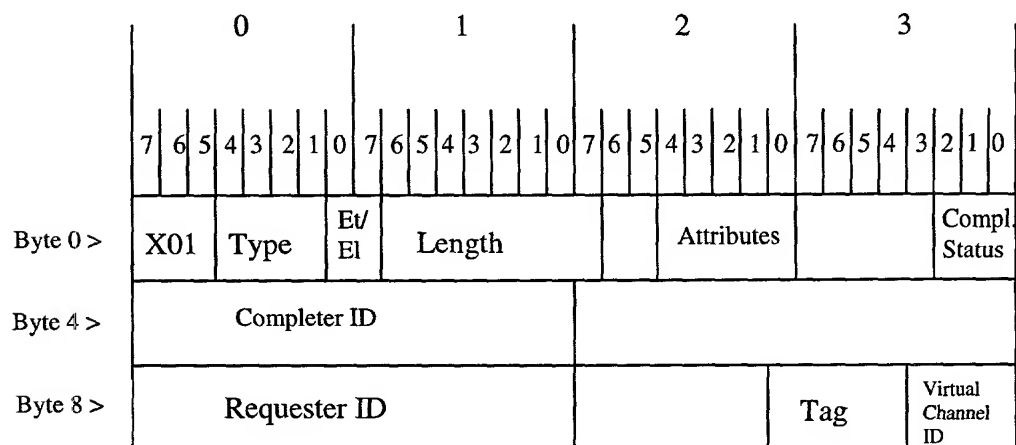 0 1 2 3
7 6 5 4 3 2 1 0 7 6 5 4 3 2 1 0 7 6 5 4 3 2 1 0 7 6 5 4 3 2 1 0
Byte 0 > X01 Type Et/ El Length Attributes Compl. Status
Byte 4 > Completer ID
Byte 8 > Requester ID Tag Virtual Channel ID